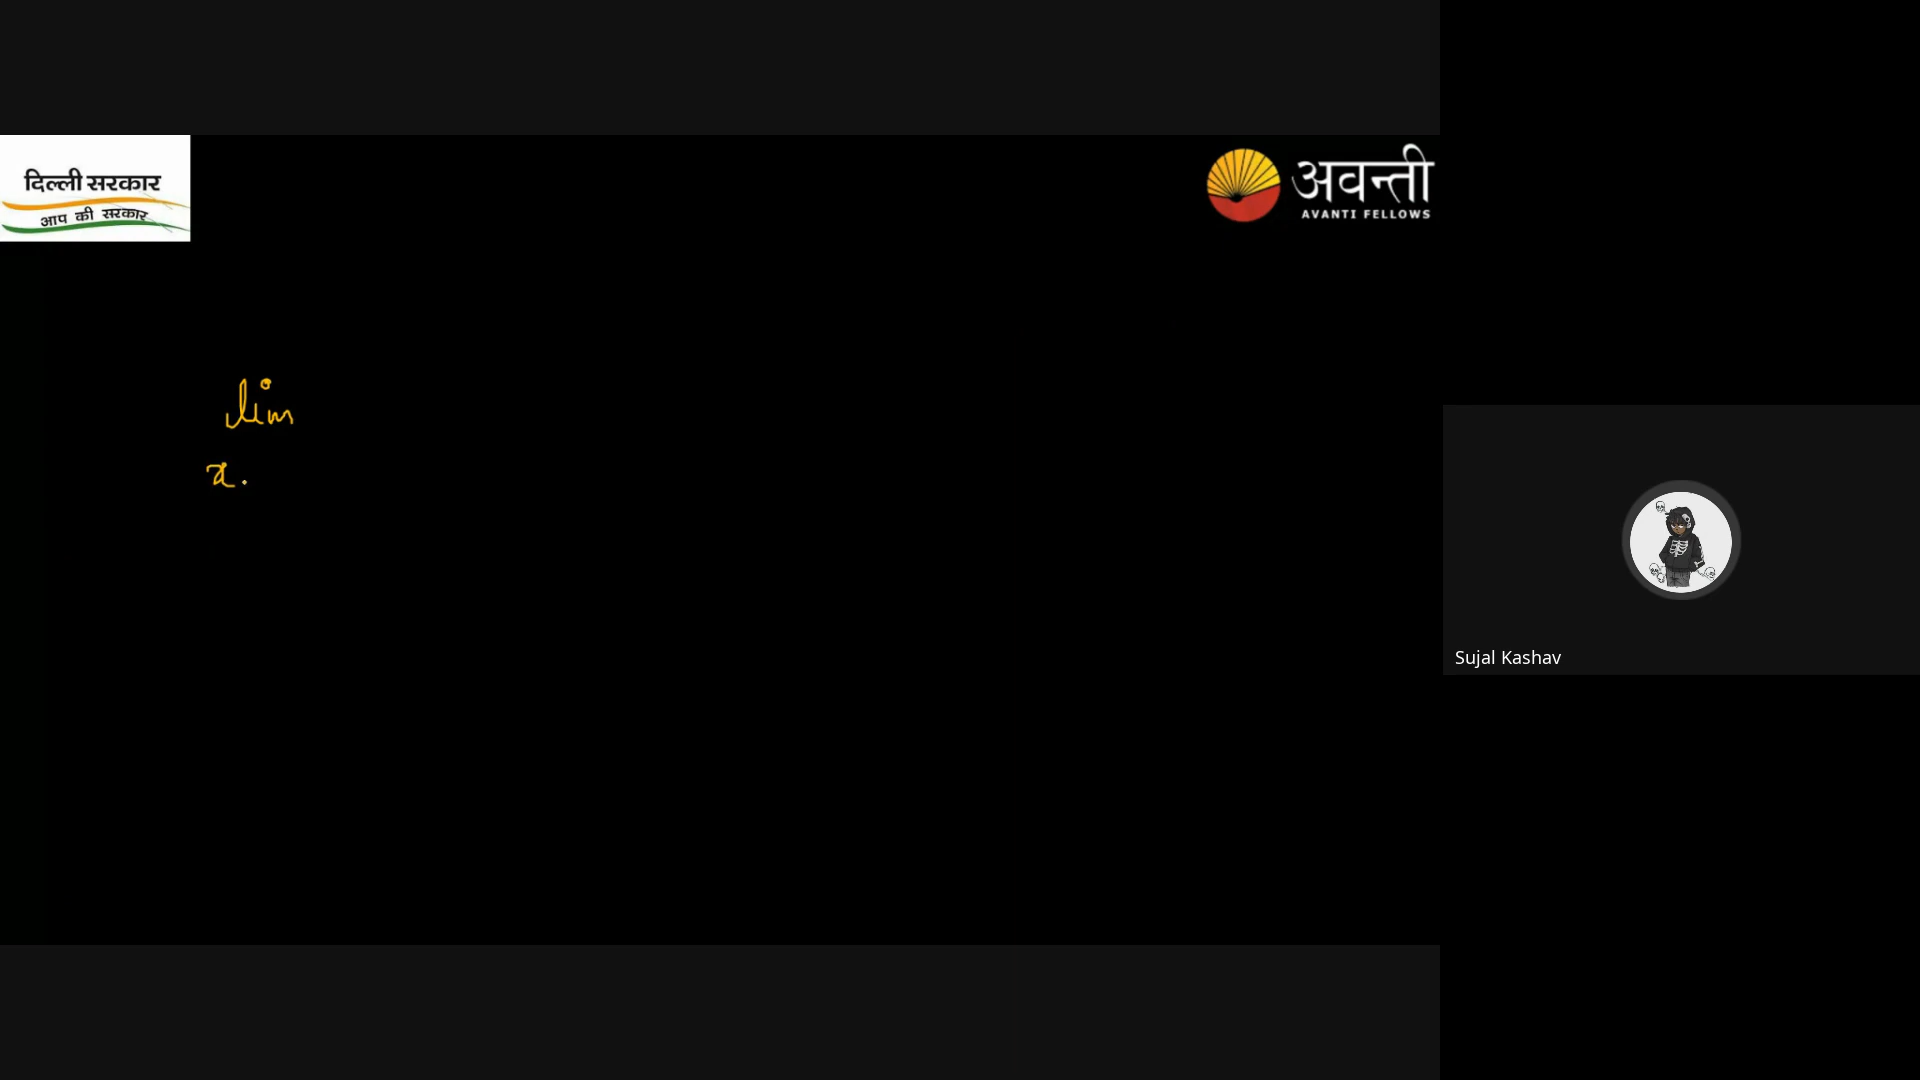 दिल्ली सरकार
आप की सरकार
अवन्ती
AVANTI FELLOWS
lim
x.
Sujal Kashav